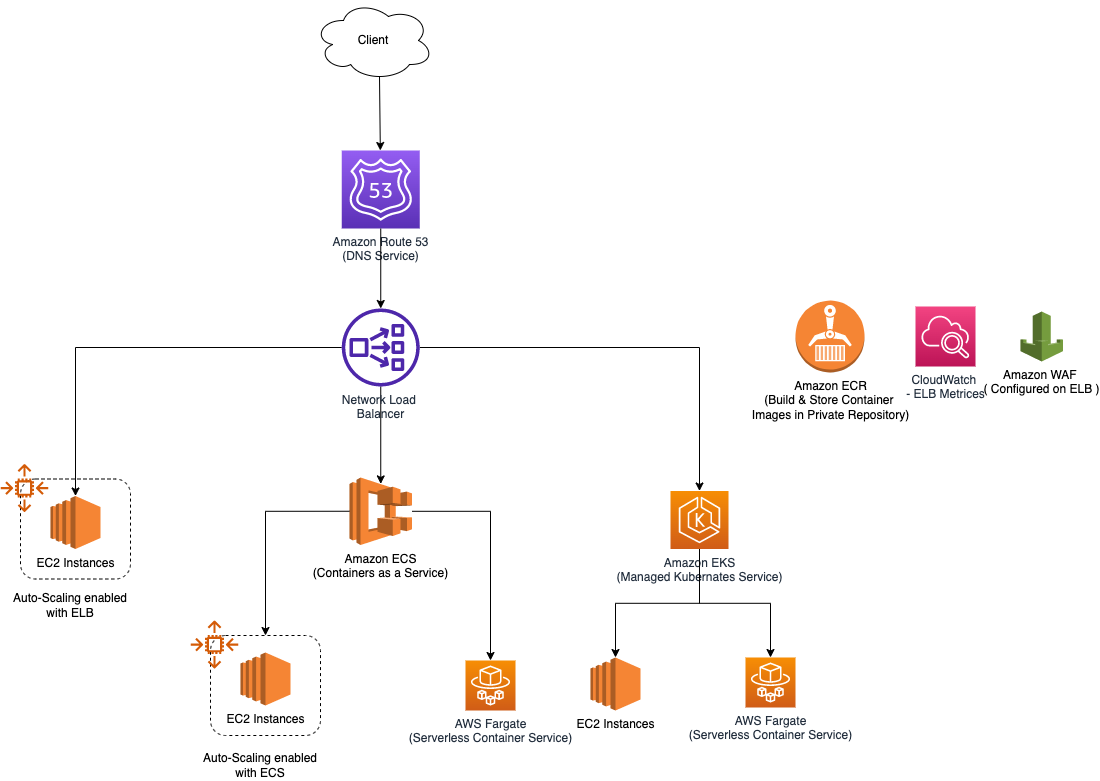 Client
53
Amazon Route 53
(DNS Service)
Network Load
Balancer
Amazon ECR
(Build & Store Container
Images in Private Repository)
CloudWatch
- ELB Metrices
Amazon WAF
( Configured on ELB )
EC2 Instances
Auto-Scaling enabled
with ELB
Amazon ECS
(Containers as a Service)
K
Amazon EKS
(Managed Kubernates Service)
EC2 Instances
Auto-Scaling enabled
with ECS
AWS Fargate
(Serverless Container Service)
EC2 Instances
AWS Fargate
(Serverless Container Service)